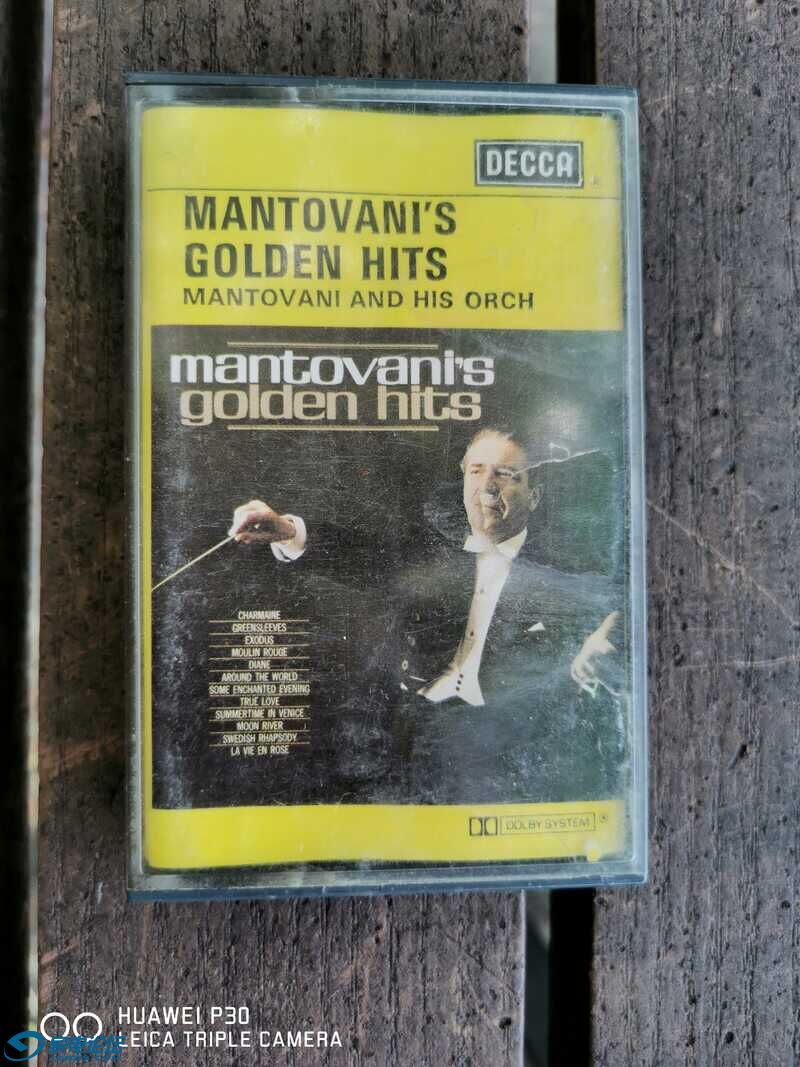 DECCA
MANTOVANI'S
GOLDEN HITS
MANTOVANI AND HIS ORCH
mantovani's
golden hits
CHARMAINE
GREENSLEEVES
EXODUS
MOULIN ROUGE
DIANE
AROUND THE WORLD
SOME ENCHANTED EVENING
TRUE LOVE
SUMMERTIME IN VENICE
MOON RIVER
SWEDISH RHAPSODY
LA VIE EN ROSE
DOLBY SYSTEM ®
HUAWEI P30
LEICA TRIPLE CAMERA